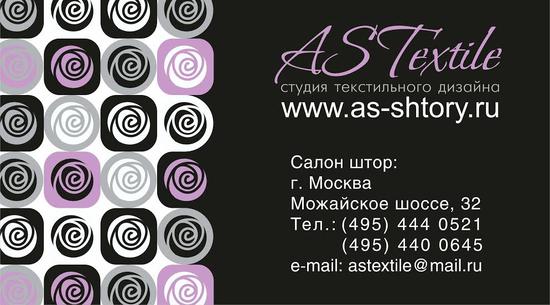 ASTextile
студия текстильного дизайна
www.as-shtory.ru
Салон штор:
г. Москва
Можайское шоссе, 32
Тел.: (495) 444 0521
(495) 440 0645
e-mail: astextile@mail.ru